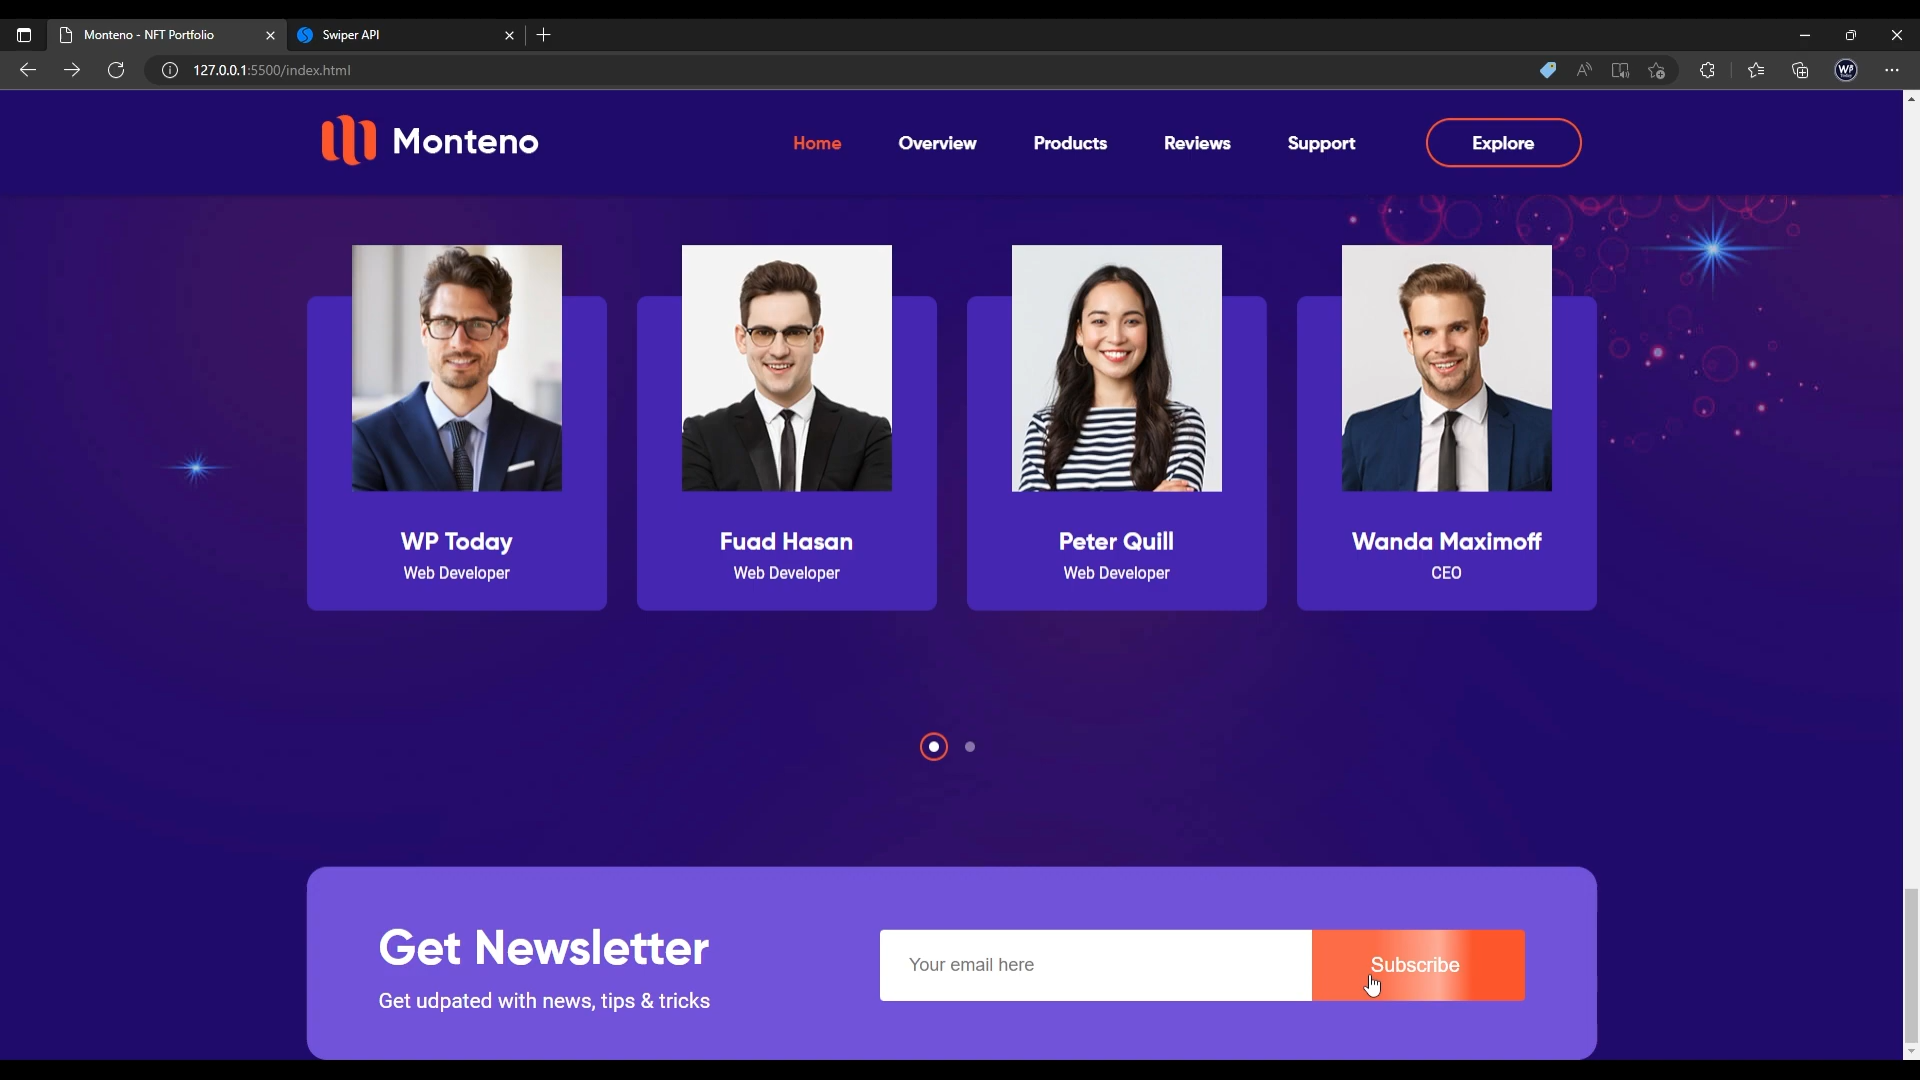 Monteno - NFT Portfolio
Swiper API
127.0.0.1:5500/index.html
WP
Monteno
Home
Overview
Products
Reviews
Support
Explore
WP Today
Web Developer
Fuad Hasan
Web Developer
Peter Quill
Web Developer
Wanda Maximoff
CEO
Get Newsletter
Get udpated with news, tips & tricks
Your email here
Subscribe